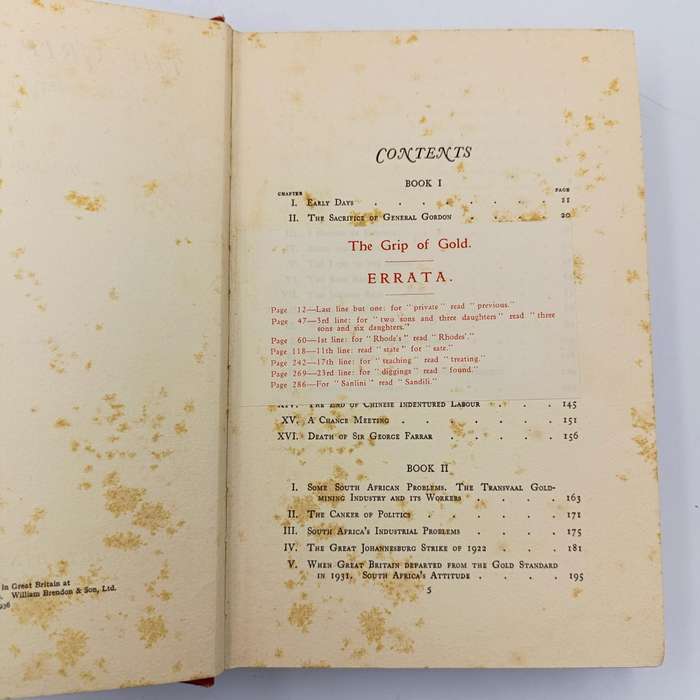 in Great Britain at
William Brendon & Son, Ltd.
CONTENTS
BOOK I
CHAPTER PAGE
I. EARLY DAYS . . . . . . . . 11
II. THE SACRIFICE OF GENERAL GORDON . . . . . 20
The Grip of Gold.
ERRATA.
Page 12—Last line but one: for "private" read "previous."
Page 47—3rd line: for "two sons and three daughters" read "three
sons and six daughters."
Page 60—1st line: for "Rhode's" read "Rhodes'."
Page 118—11th line: read "state" for "sate."
Page 242—17th line: for "teaching" read "treating."
Page 269—23rd line: for "diggings" read "found."
Page 286—For "Sanlini" read "Sandili."
XIV. THE END OF CHINESE INDENTURED LABOUR . . . 145
XV. A CHANCE MEETING . . . . . . . 151
XVI. DEATH OF SIR GEORGE FARRAR . . . . . 156
BOOK II
I. SOME SOUTH AFRICAN PROBLEMS. THE TRANSVAAL GOLD-
MINING INDUSTRY AND ITS WORKERS . . . . 163
II. THE CANKER OF POLITICS . . . . . . 171
III. SOUTH AFRICA'S INDUSTRIAL PROBLEMS . . . . 175
IV. THE GREAT JOHANNESBURG STRIKE OF 1922 . . . 181
V. WHEN GREAT BRITAIN DEPARTED FROM THE GOLD STANDARD
IN 1931. SOUTH AFRICA'S ATTITUDE . . . . 195
5